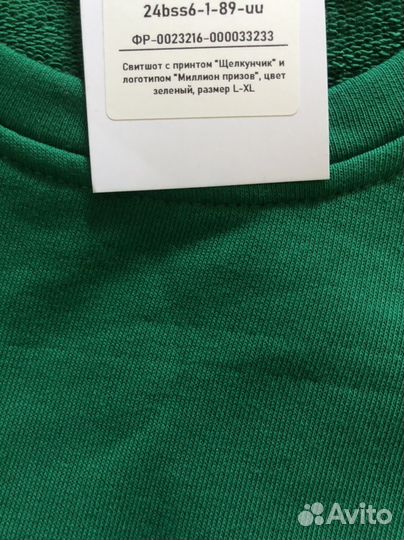 24bss6-1-89-uu
ФР-0023216-000033233
Свитшот с принтом "Щелкунчик" и
логотипом "Миллион призов", цвет
зеленый, размер L-XL
Avito